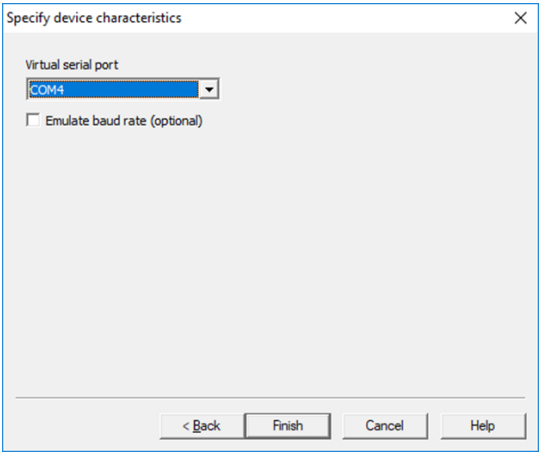 Specify device characteristics
Virtual serial port
COM4
Emulate baud rate (optional)
< Back
Finish
Cancel
Help